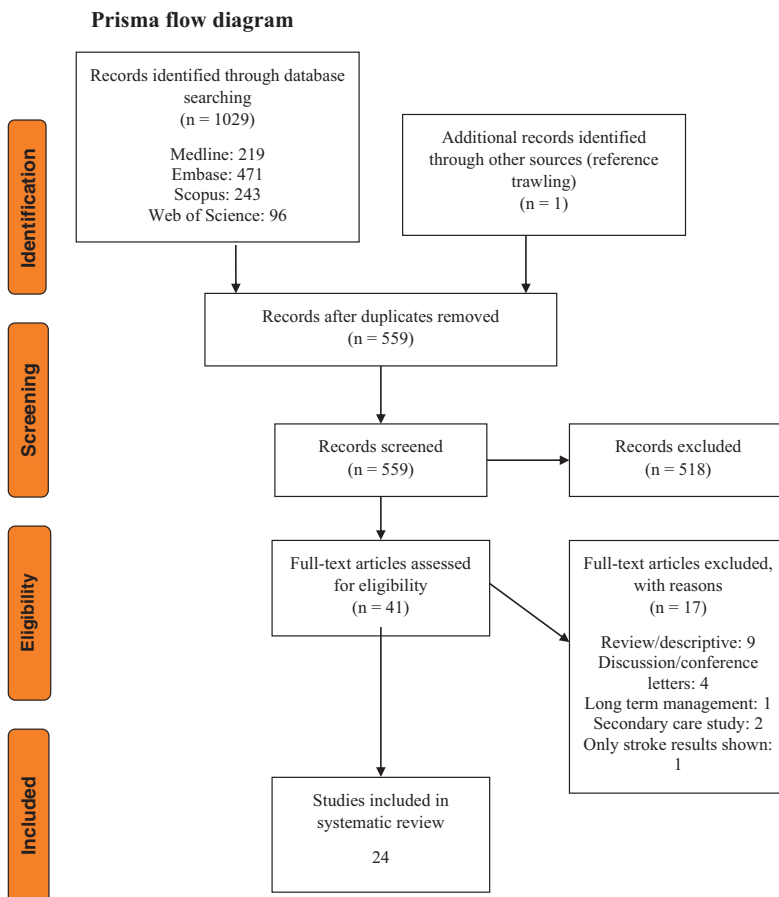 Prisma flow diagram
Records identified through database
searching
(n = 1029)
Medline: 219
Embase: 471
Scopus: 243
Web of Science: 96
Additional records identified
through other sources (reference
trawling)
(n = 1)
Identification
Records after duplicates removed
(n = 559)
Screening
Records screened
(n = 559)
Records excluded
(n = 518)
Eligibility
Full-text articles assessed
for eligibility
(n = 41)
Full-text articles excluded,
with reasons
(n = 17)
Review/descriptive: 9
Discussion/conference
letters: 4
Long term management: 1
Secondary care study: 2
Only stroke results shown:
1
Included
Studies included in
systematic review
24